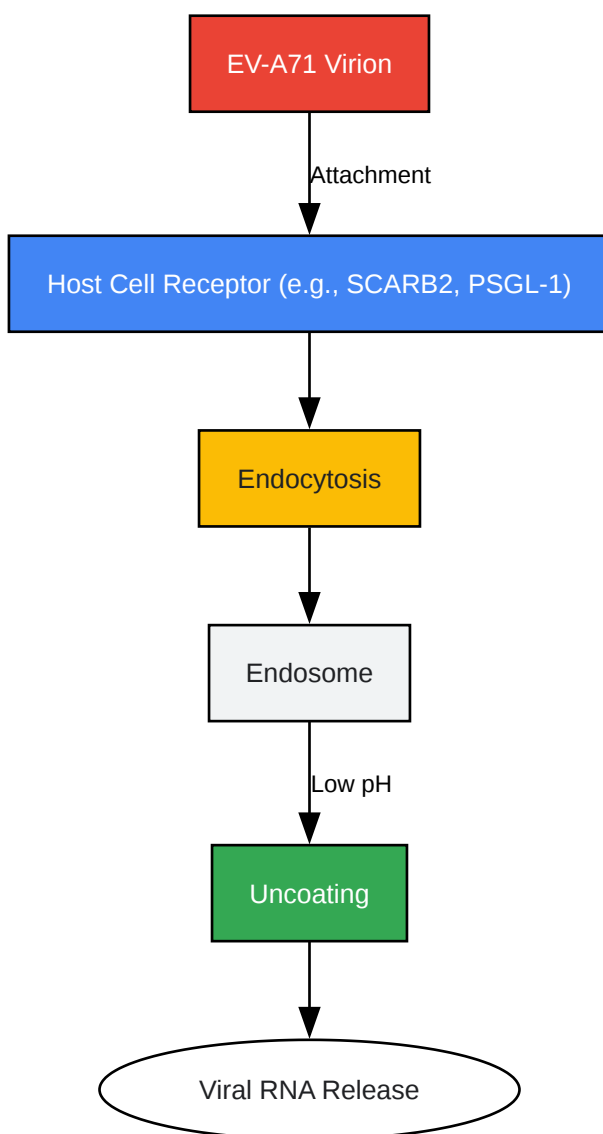 EV-A71 Virion
Attachment
Host Cell Receptor (e.g., SCARB2, PSGL-1)
Endocytosis
Endosome
Low pH
Uncoating
Viral RNA Release